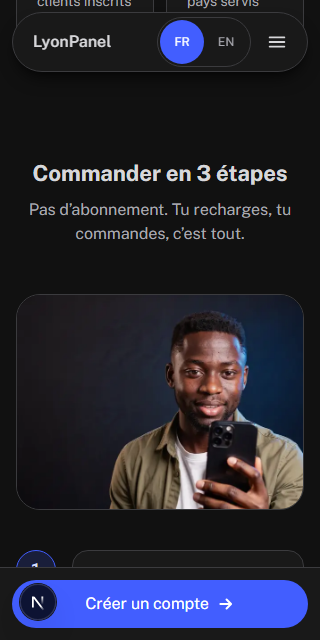 clients inscrits
pays servis
LyonPanel
FR
EN
Commander en 3 étapes
Pas d'abonnement. Tu recharges, tu
commandes, c'est tout.
1
N
Créer un compte →